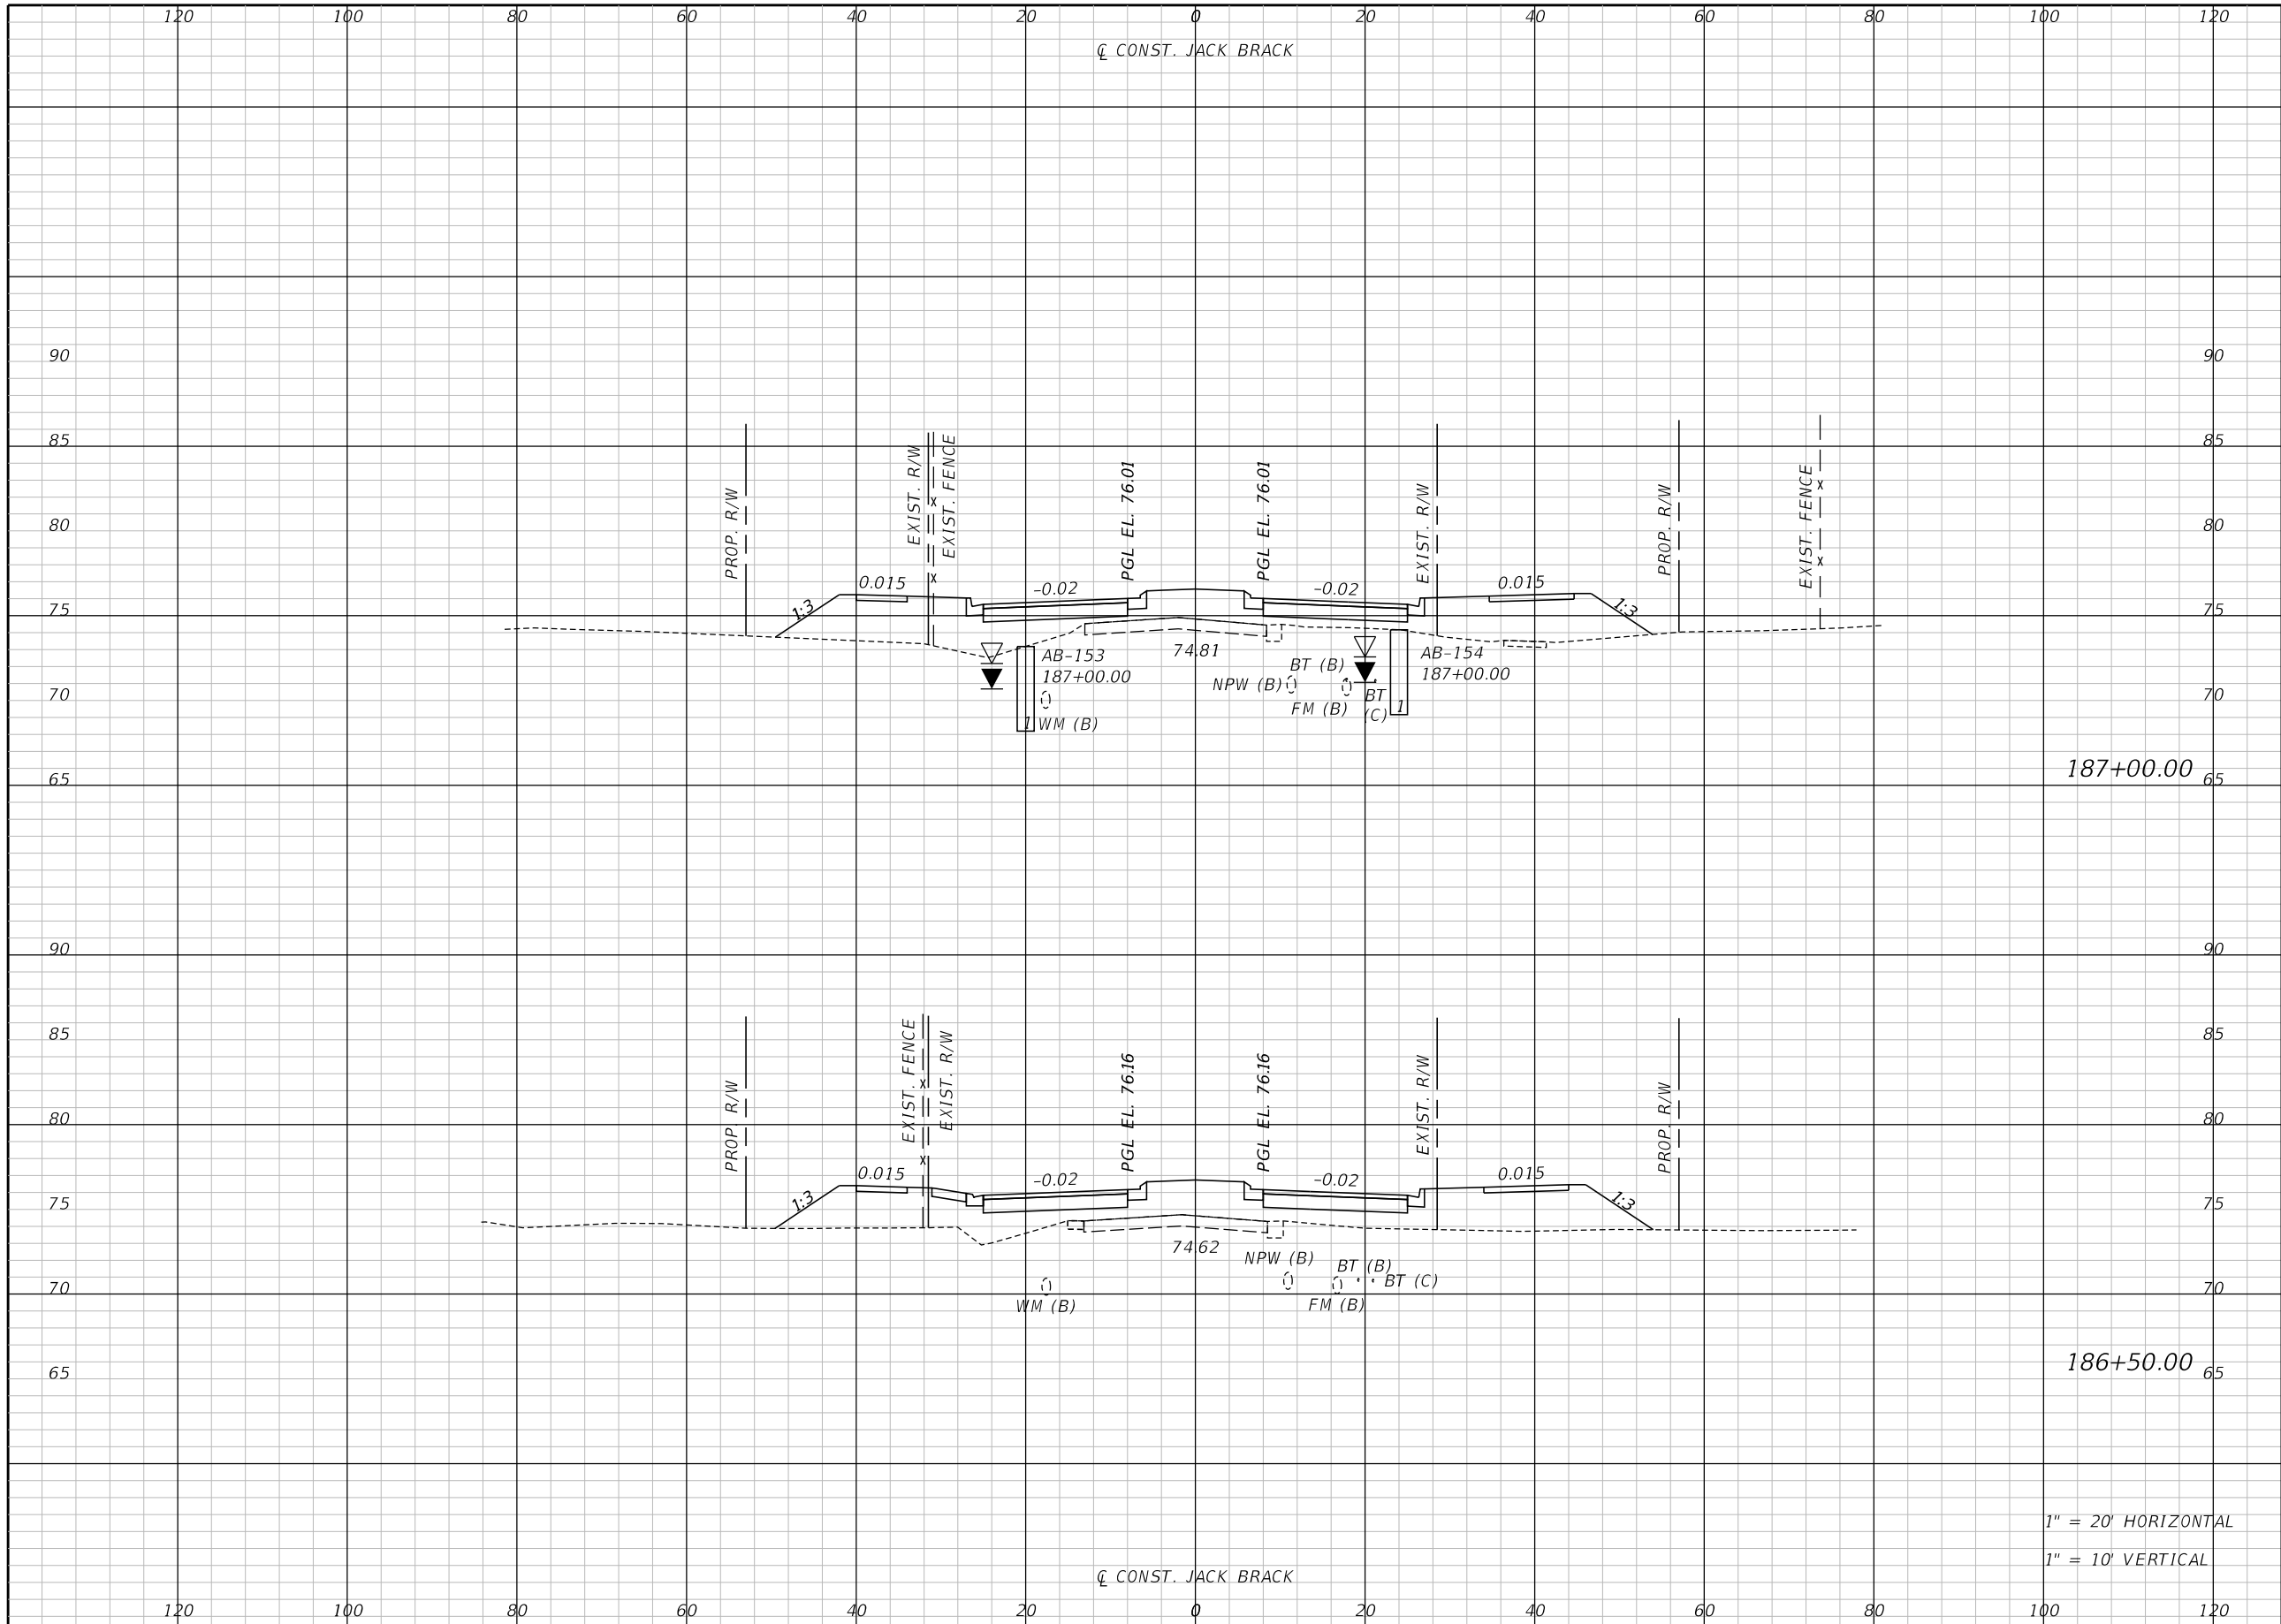 120 100 80 60 40 20 0 20 40 60 80 100 120
℄ CONST. JACK BRACK
90 90
85 85
80 80
75 75
70 70
65 65
PROP. R/W
EXIST. R/W
EXIST. FENCE
PGL EL. 76.01
PGL EL. 76.01
EXIST. R/W
PROP. R/W
EXIST. FENCE
1:3
0.015
-0.02
-0.02
0.015
1:3
74.81
AB-153
187+00.00
1
WM (B)
NPW (B)
BT (B)
FM (B)
BT
(C)
1
AB-154
187+00.00
187+00.00
90 90
85 85
80 80
75 75
70 70
65 65
PROP. R/W
EXIST. FENCE
EXIST. R/W
PGL EL. 76.16
PGL EL. 76.16
EXIST. R/W
PROP. R/W
1:3
0.015
-0.02
-0.02
0.015
1:3
74.62
WM (B)
NPW (B)
BT (B)
BT (C)
FM (B)
186+50.00
1" = 20' HORIZONTAL
1" = 10' VERTICAL
℄ CONST. JACK BRACK
120 100 80 60 40 20 0 20 40 60 80 100 120